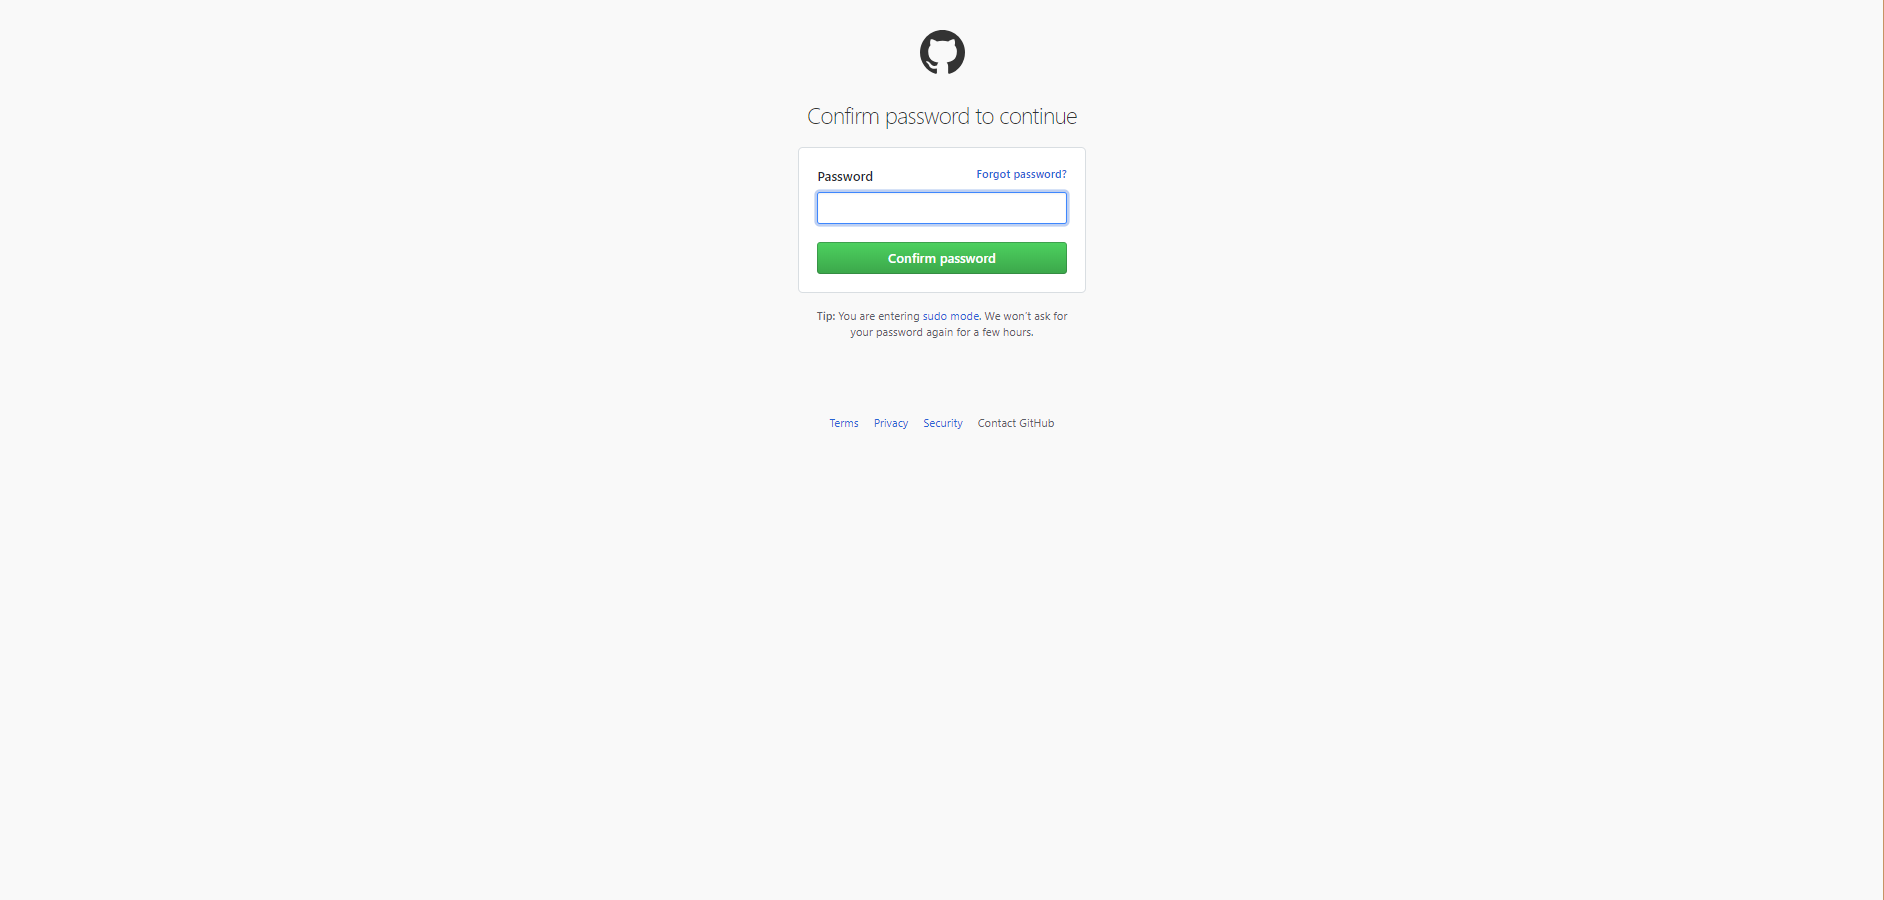 Confirm password to continue
Password
Forgot password?
Confirm password
Tip: You are entering sudo mode. We won't ask for
your password again for a few hours.
Terms Privacy Security Contact GitHub